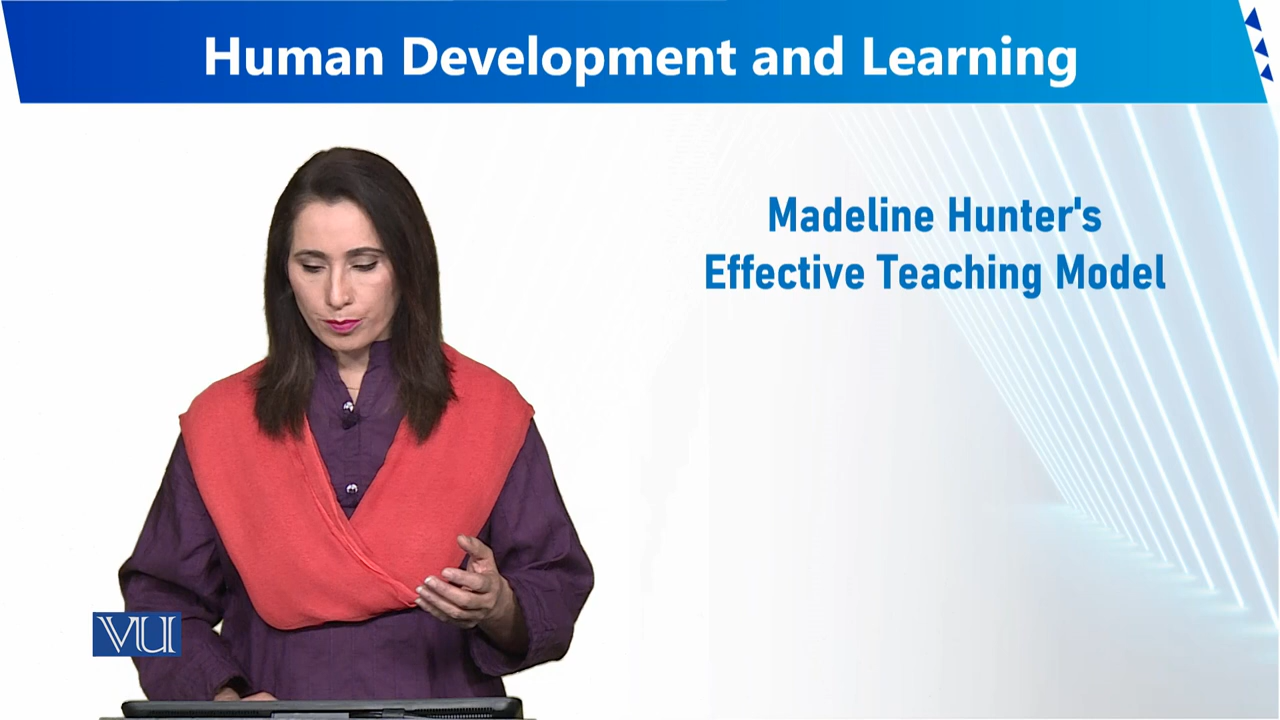 Human Development and Learning
Madeline Hunter's
Effective Teaching Model
VU